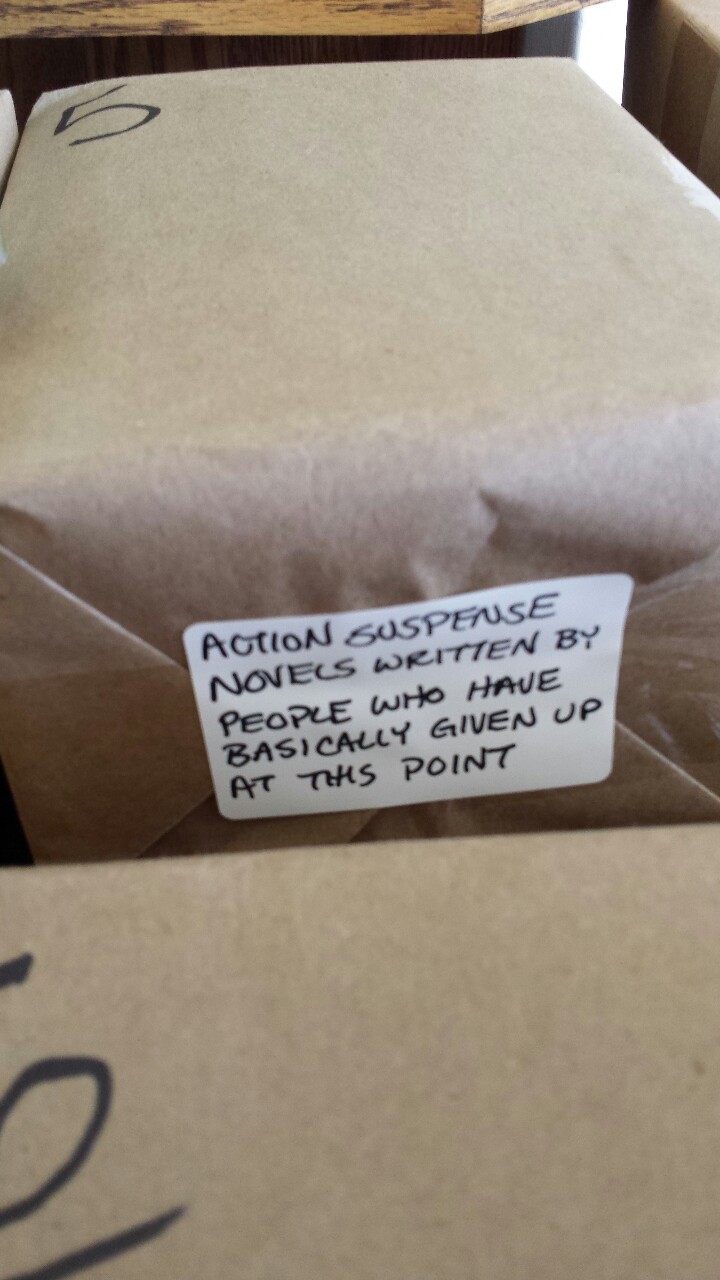 5
ACTION SUSPENSE
NOVELS WRITTEN BY
PEOPLE WHO HAVE
BASICALLY GIVEN UP
AT THIS POINT